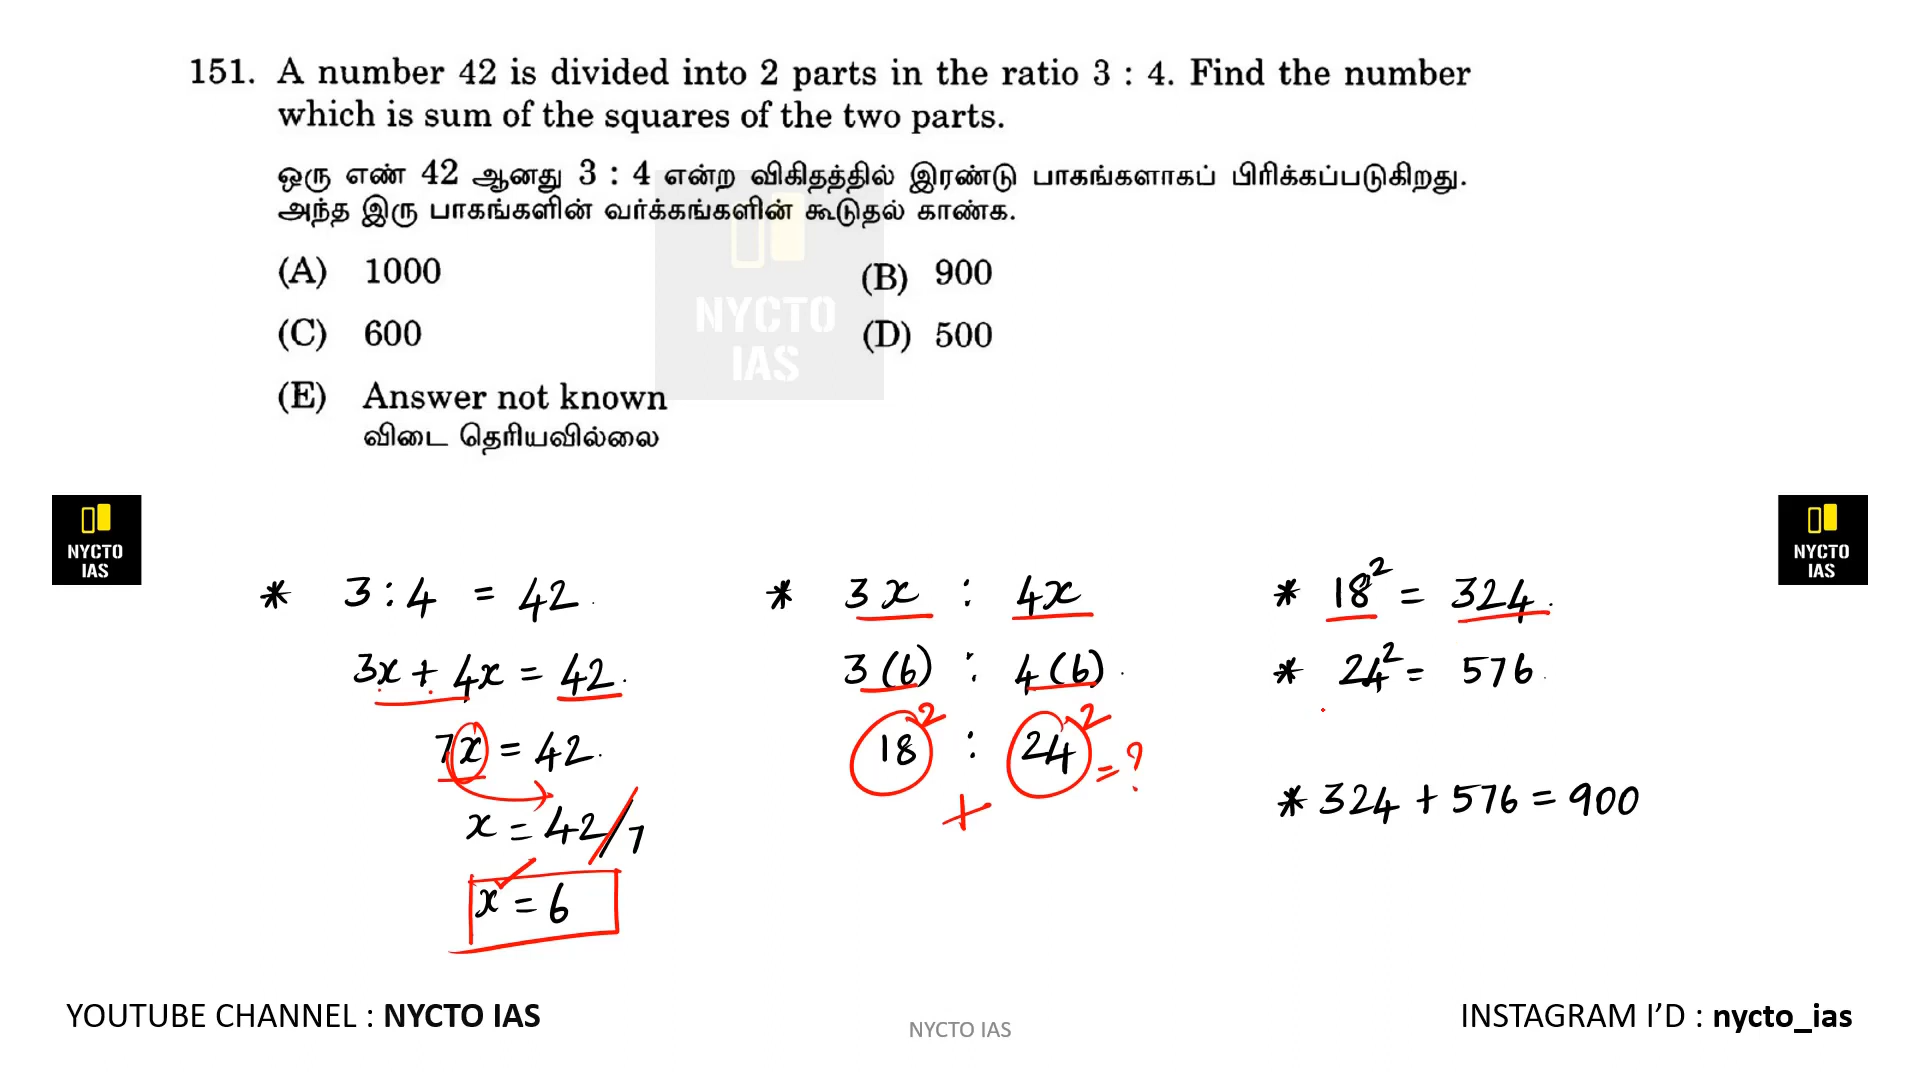 151. A number 42 is divided into 2 parts in the ratio 3 : 4. Find the number
which is sum of the squares of the two parts.
ஒரு எண் 42 ஆனது 3 : 4 என்ற விகிதத்தில் இரண்டு பாகங்களாகப் பிரிக்கப்படுகிறது.
அந்த இரு பாகங்களின் வர்க்கங்களின் கூடுதல் காண்க.
(A) 1000 (B) 900
(C) 600 (D) 500
(E) Answer not known
விடை தெரியவில்லை
NYCTO
IAS
NYCTO
IAS
NYCTO
IAS
* 3 : 4 = 42
3x + 4x = 42
7x = 42
x = 42/7
x = 6
* 3x : 4x
3(6) : 4(6)
18² : 24² = ?
+
* 18² = 324
* 24² = 576
* 324 + 576 = 900
YOUTUBE CHANNEL : NYCTO IAS
NYCTO IAS
INSTAGRAM I’D : nycto_ias